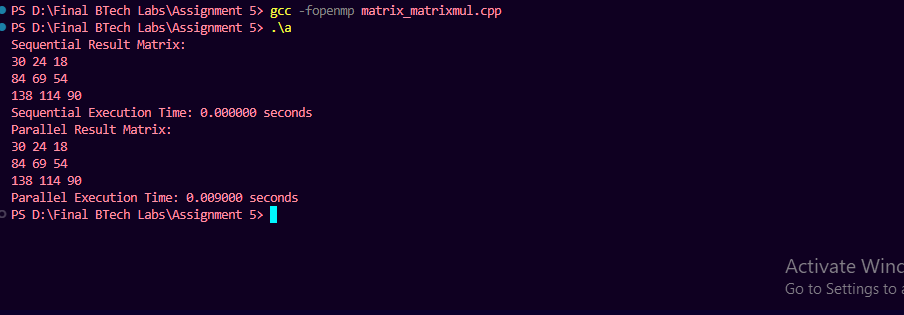 PS D:\Final BTech Labs\Assignment 5> gcc -fopenmp matrix_matrixmul.cpp
PS D:\Final BTech Labs\Assignment 5> .\a
Sequential Result Matrix:
30 24 18
84 69 54
138 114 90
Sequential Execution Time: 0.000000 seconds
Parallel Result Matrix:
30 24 18
84 69 54
138 114 90
Parallel Execution Time: 0.009000 seconds
PS D:\Final BTech Labs\Assignment 5>
Activate Wind
Go to Settings to a